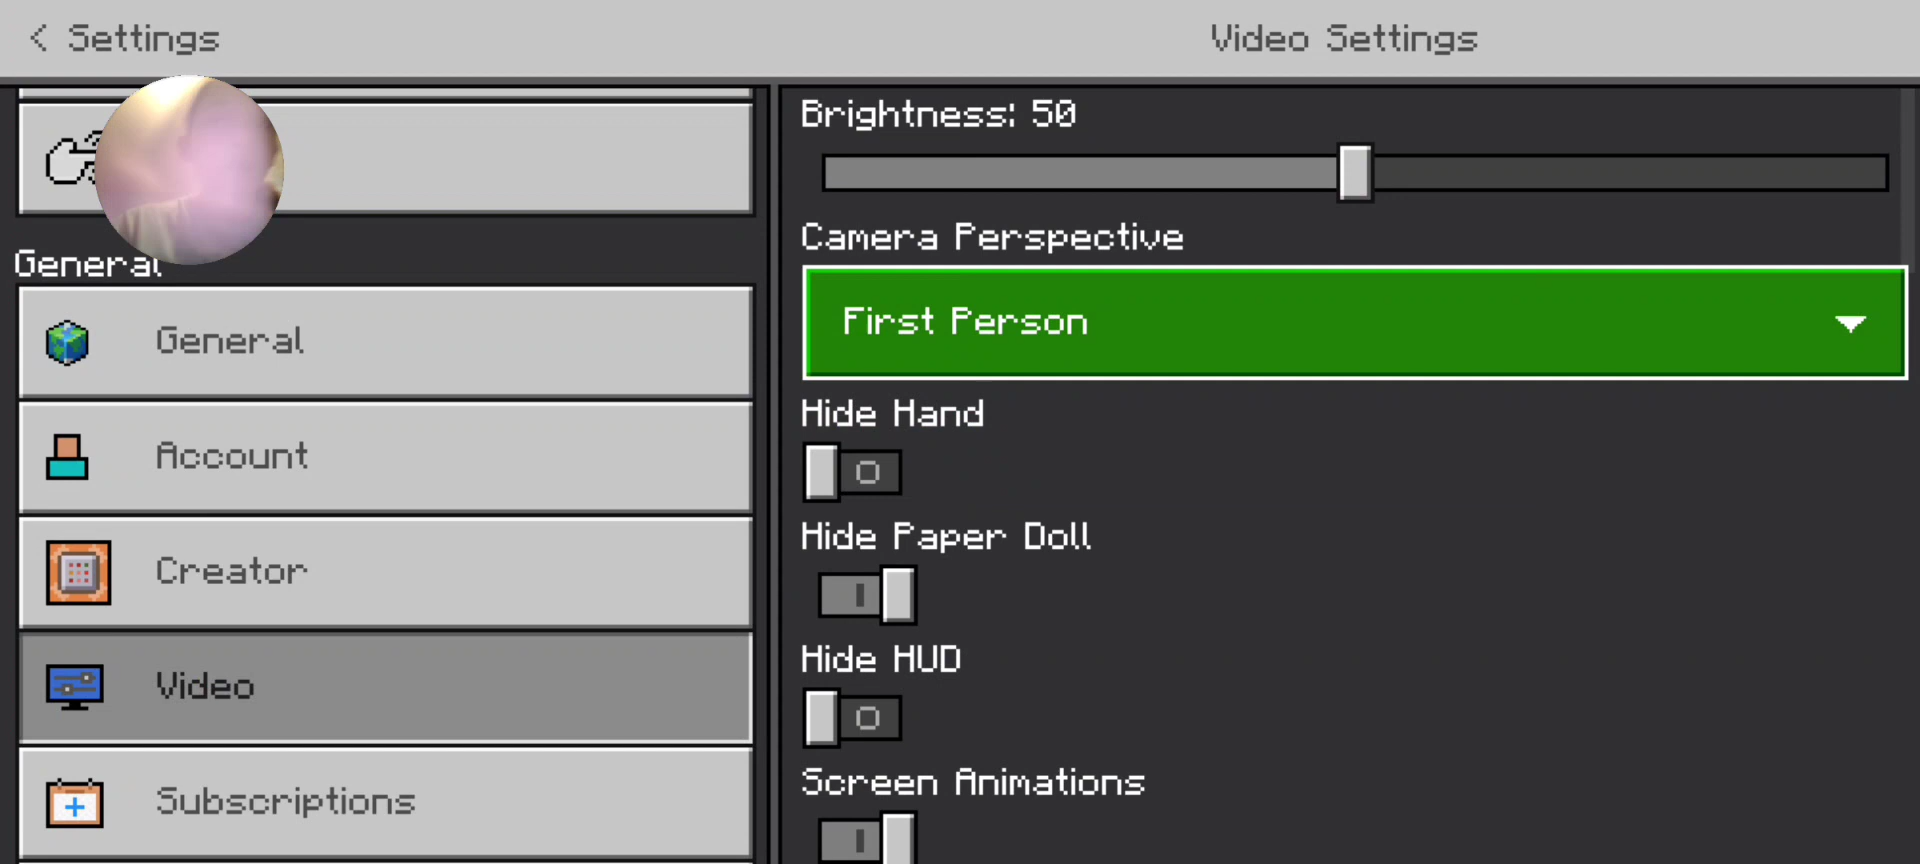 Settings
Video Settings
General
General
Account
Creator
Video
Subscriptions
Brightness: 50
Camera Perspective
First Person
Hide Hand
Hide Paper Doll
Hide HUD
Screen Animations